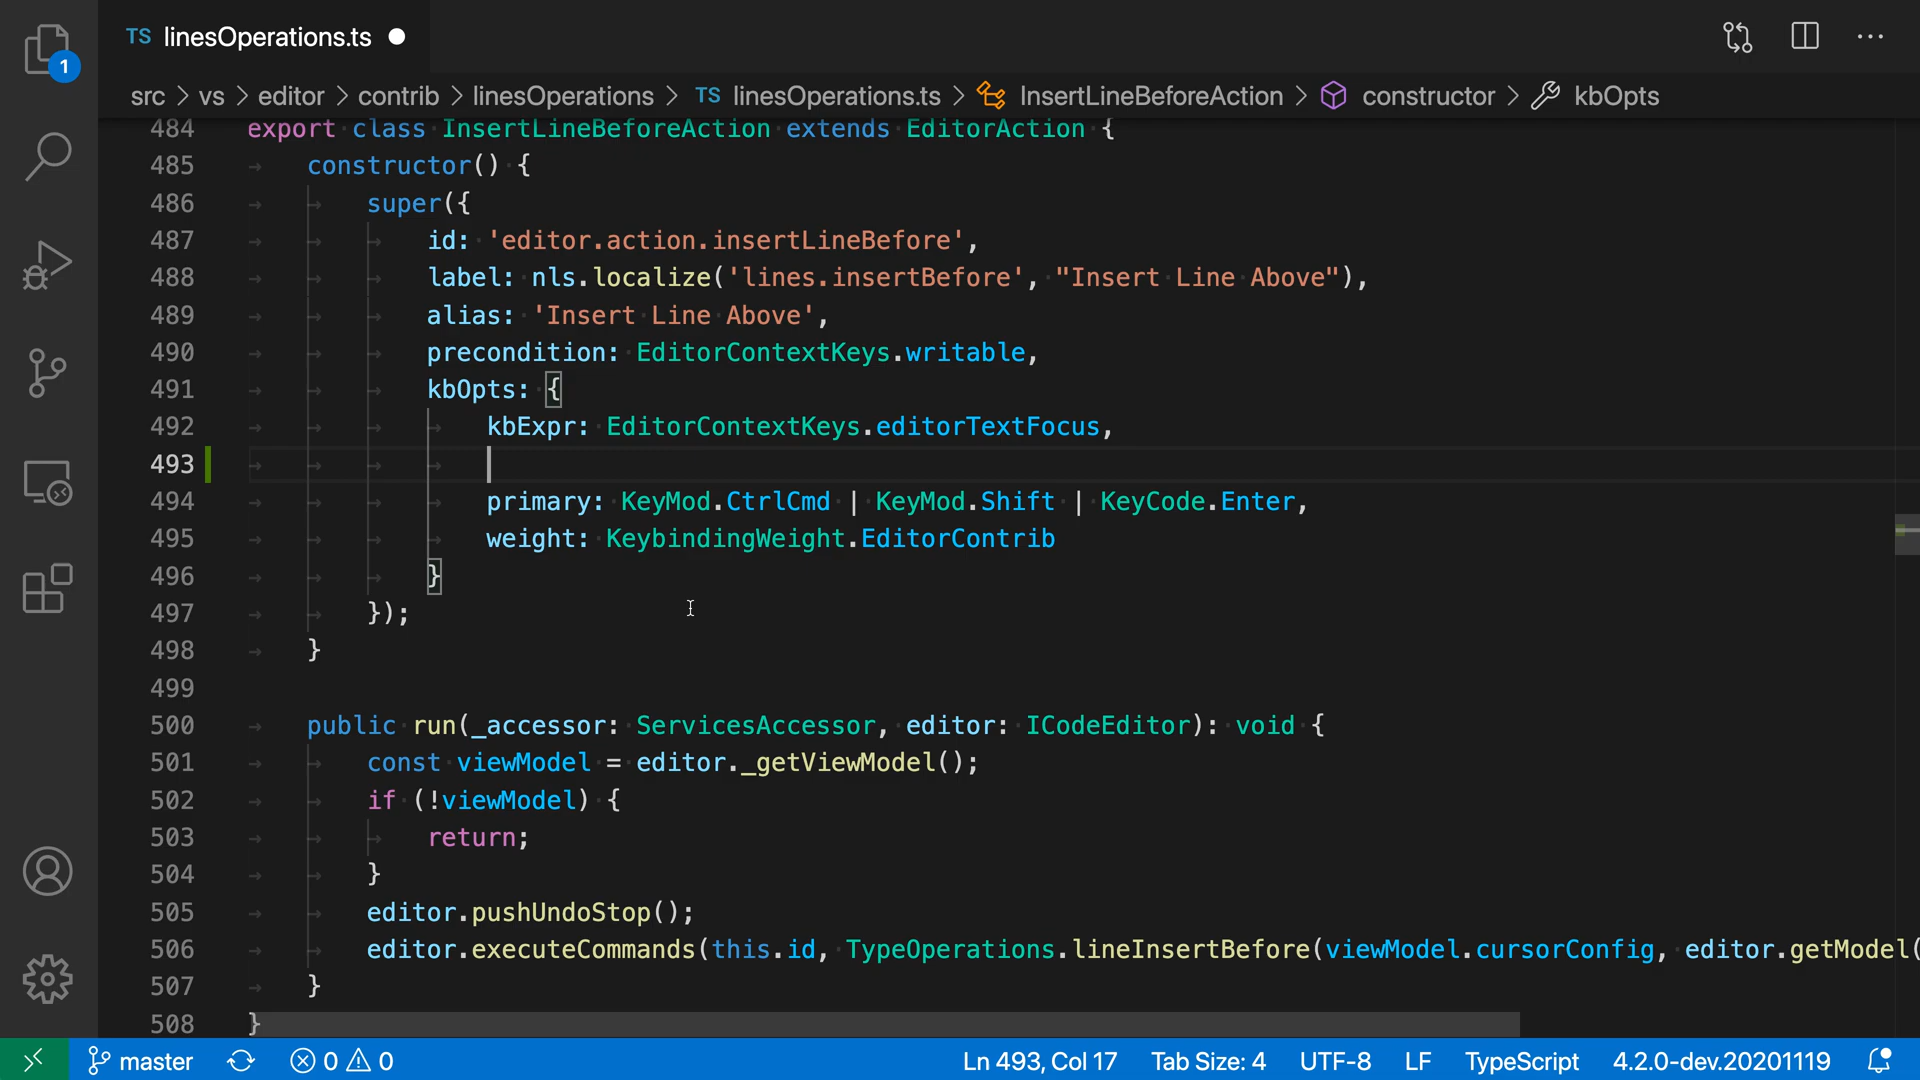 TS linesOperations.ts
1
src > vs > editor > contrib > linesOperations > TS linesOperations.ts > InsertLineBeforeAction > constructor > kbOpts
484 export class InsertLineBeforeAction extends EditorAction {
485 constructor() {
486 super({
487 id: 'editor.action.insertLineBefore',
488 label: nls.localize('lines.insertBefore', "Insert Line Above"),
489 alias: 'Insert Line Above',
490 precondition: EditorContextKeys.writable,
491 kbOpts: {
492 kbExpr: EditorContextKeys.editorTextFocus,
493
494 primary: KeyMod.CtrlCmd | KeyMod.Shift | KeyCode.Enter,
495 weight: KeybindingWeight.EditorContrib
496 }
497 });
498 }
499
500 public run(_accessor: ServicesAccessor, editor: ICodeEditor): void {
501 const viewModel = editor._getViewModel();
502 if (!viewModel) {
503 return;
504 }
505 editor.pushUndoStop();
506 editor.executeCommands(this.id, TypeOperations.lineInsertBefore(viewModel.cursorConfig, editor.getModel(
507 }
508 }
master 0 0 Ln 493, Col 17 Tab Size: 4 UTF-8 LF TypeScript 4.2.0-dev.20201119